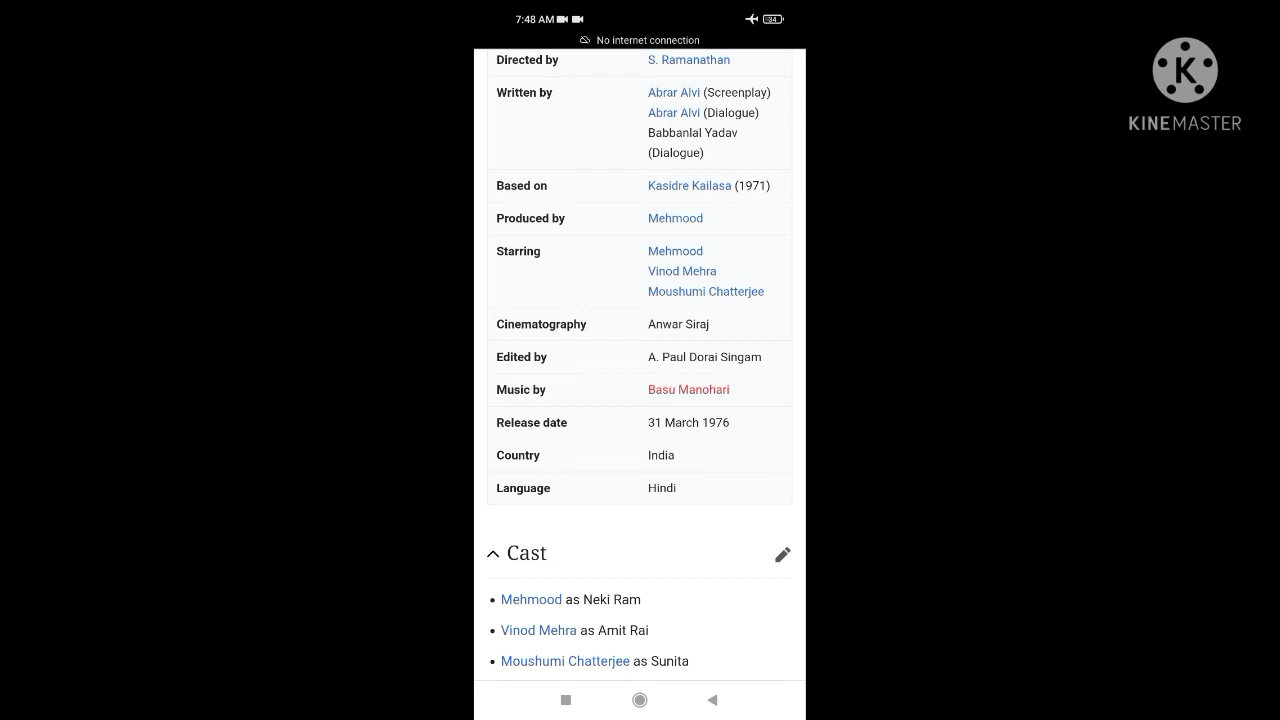 7:48 AM
84
No internet connection
K
KINEMASTER
Directed by S. Ramanathan
Written by Abrar Alvi (Screenplay)
Abrar Alvi (Dialogue)
Babbanlal Yadav
(Dialogue)
Based on Kasidre Kailasa (1971)
Produced by Mehmood
Starring Mehmood
Vinod Mehra
Moushumi Chatterjee
Cinematography Anwar Siraj
Edited by A. Paul Dorai Singam
Music by Basu Manohari
Release date 31 March 1976
Country India
Language Hindi
Cast
• Mehmood as Neki Ram
• Vinod Mehra as Amit Rai
• Moushumi Chatterjee as Sunita